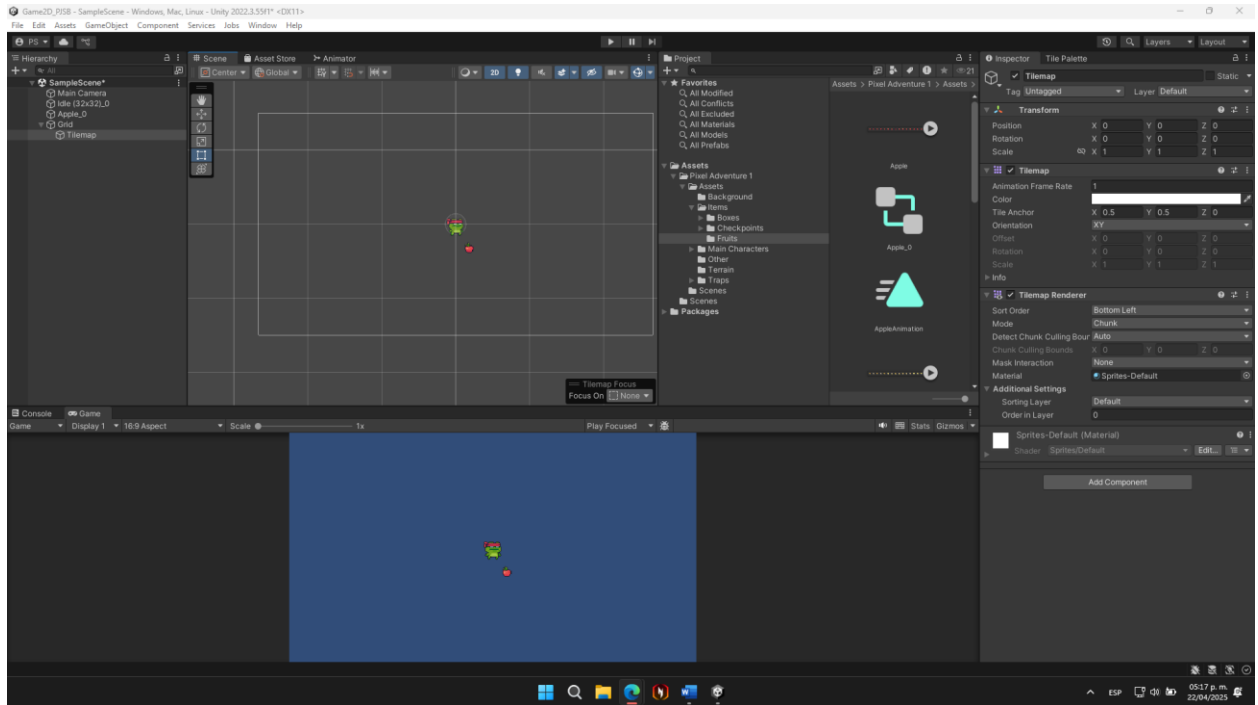 Game2D_PJSB - SampleScene - Windows, Mac, Linux - Unity 2022.3.55f1* <DX11>
File Edit Assets GameObject Component Services Jobs Window Help
PS
Layers Layout
Hierarchy
All
SampleScene*
Main Camera
Idle (32x32)_0
Apple_0
Grid
Tilemap
Scene Asset Store Animator
Center Global 2D
Tilemap Focus
Focus On None
Project
21
Favorites
All Modified
All Conflicts
All Excluded
All Materials
All Models
All Prefabs
Assets
Pixel Adventure 1
Assets
Background
Items
Boxes
Checkpoints
Fruits
Main Characters
Other
Terrain
Traps
Scenes
Scenes
Packages
Assets > Pixel Adventure 1 > Assets >
Apple
Apple_0
AppleAnimation
Inspector Tile Palette
Tilemap Static
Tag Untagged Layer Default
Transform
Position X 0 Y 0 Z 0
Rotation X 0 Y 0 Z 0
Scale X 1 Y 1 Z 1
Tilemap
Animation Frame Rate 1
Color
Tile Anchor X 0.5 Y 0.5 Z 0
Orientation XY
Offset X 0 Y 0 Z 0
Rotation X 0 Y 0 Z 0
Scale X 1 Y 1 Z 1
Info
Tilemap Renderer
Sort Order Bottom Left
Mode Chunk
Detect Chunk Culling Bour Auto
Chunk Culling Bounds X 0 Y 0 Z 0
Mask Interaction None
Material Sprites-Default
Additional Settings
Sorting Layer Default
Order in Layer 0
Sprites-Default (Material)
Shader Sprites/Default Edit...
Add Component
Console Game
Game Display 1 16:9 Aspect Scale 1x Play Focused Stats Gizmos
ESP
05:17 p. m.
22/04/2025